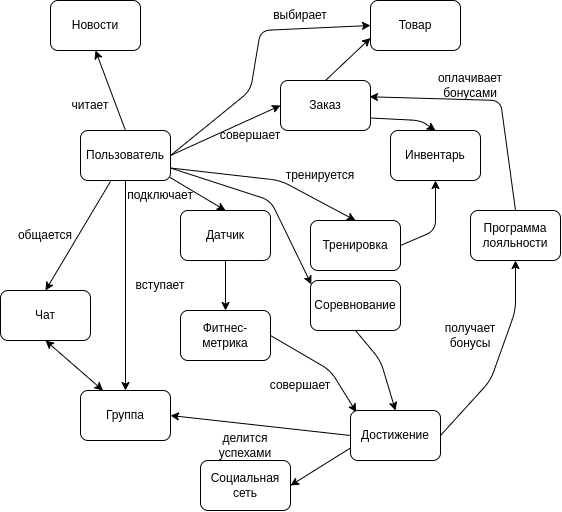 Новости
выбирает
Товар
читает
Заказ
оплачивает
бонусами
Пользователь
совершает
Инвентарь
тренируется
подключает
Датчик
Тренировка
Программа
лояльности
общается
вступает
Чат
Фитнес-
метрика
Соревнование
получает
бонусы
совершает
Группа
Достижение
делится
успехами
Социальная
сеть